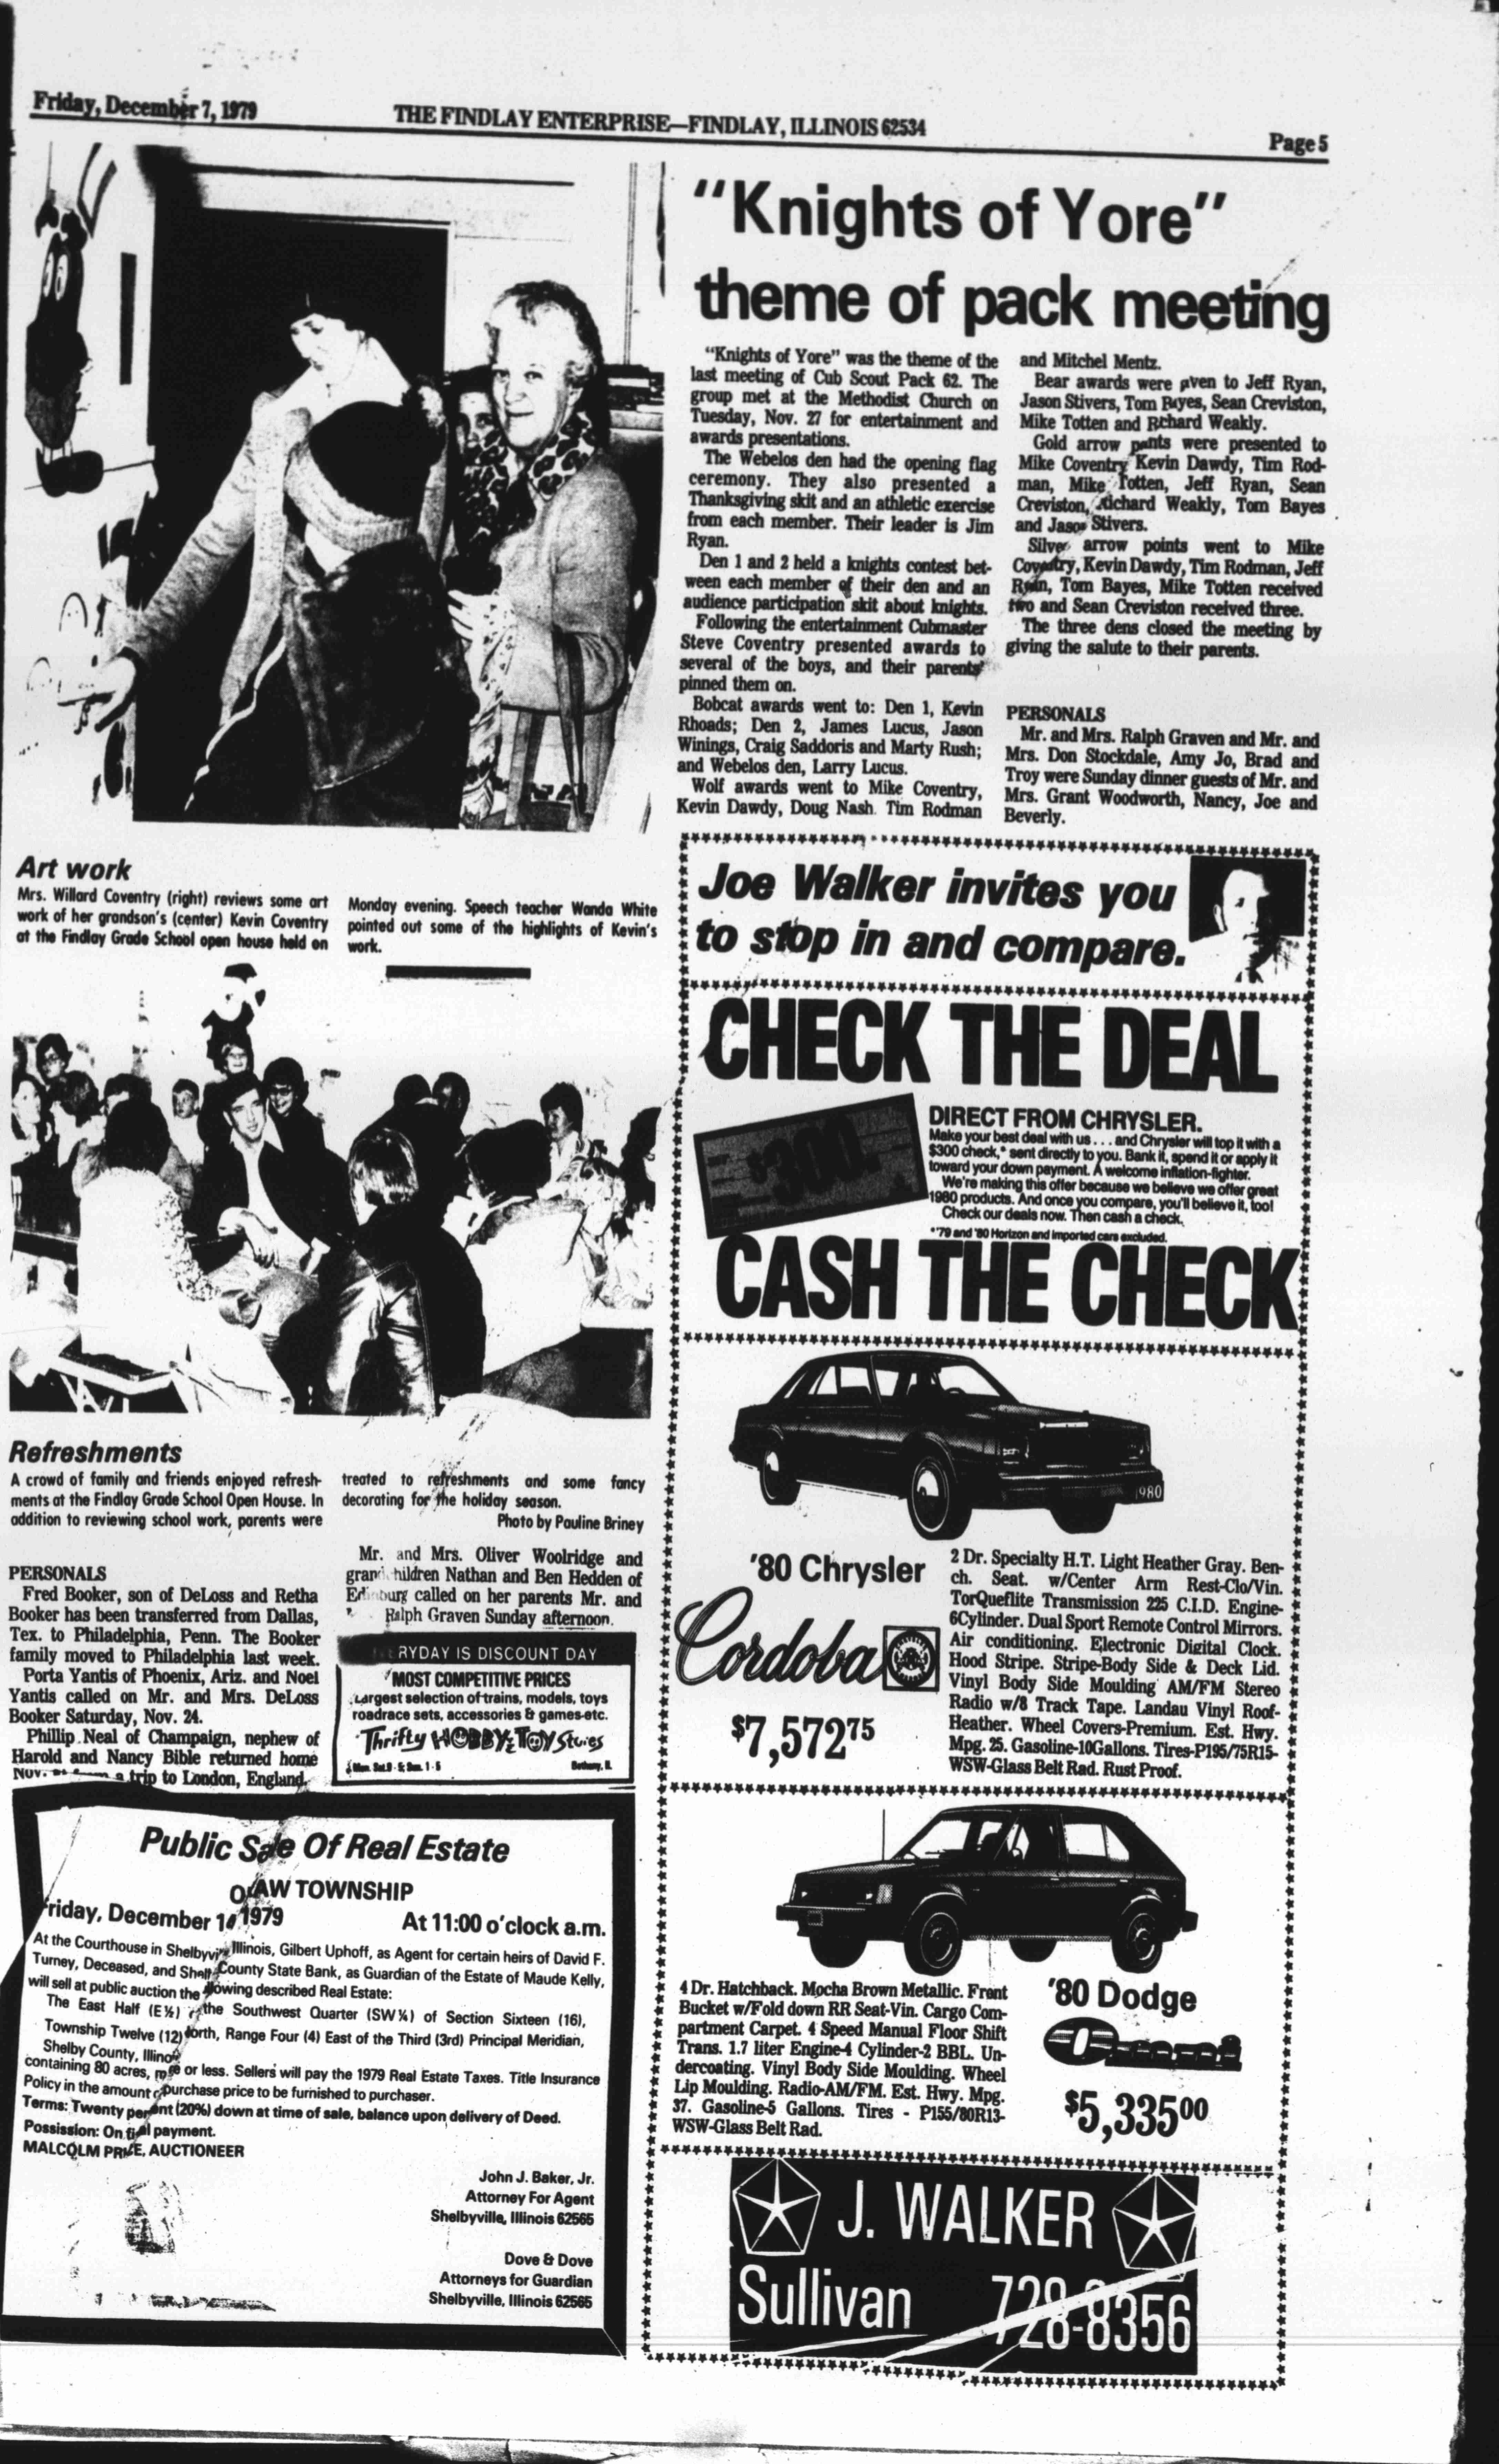 Friday, December 7, 1979
THE FINDLAY ENTERPRISE—FINDLAY, ILLINOIS 62534
Page 5
"Knights of Yore"
theme of pack meeting
"Knights of Yore" was the theme of the
last meeting of Cub Scout Pack 62. The
group met at the Methodist Church on
Tuesday, Nov. 27 for entertainment and
awards presentations.
The Webelos den had the opening flag
ceremony. They also presented a
Thanksgiving skit and an athletic exercise
from each member. Their leader is Jim
Ryan.
Den 1 and 2 held a knights contest bet-
ween each member of their den and an
audience participation skit about knights.
Following the entertainment Cubmaster
Steve Coventry presented awards to
several of the boys, and their parents
pinned them on.
Bobcat awards went to: Den 1, Kevin
Rhoads; Den 2, James Lucus, Jason
Winings, Craig Saddoris and Marty Rush;
and Webelos den, Larry Lucus.
Wolf awards went to Mike Coventry,
Kevin Dawdy, Doug Nash. Tim Rodman
and Mitchel Mentz.
Bear awards were given to Jeff Ryan,
Jason Stivers, Tom Bayes, Sean Creviston,
Mike Totten and Richard Weakly.
Gold arrow points were presented to
Mike Coventry Kevin Dawdy, Tim Rod-
man, Mike Totten, Jeff Ryan, Sean
Creviston, Richard Weakly, Tom Bayes
and Jason Stivers.
Silver arrow points went to Mike
Coventry, Kevin Dawdy, Tim Rodman, Jeff
Ryan, Tom Bayes, Mike Totten received
two and Sean Creviston received three.
The three dens closed the meeting by
giving the salute to their parents.
PERSONALS
Mr. and Mrs. Ralph Graven and Mr. and
Mrs. Don Stockdale, Amy Jo, Brad and
Troy were Sunday dinner guests of Mr. and
Mrs. Grant Woodworth, Nancy, Joe and
Beverly.
Art work
Mrs. Willard Coventry (right) reviews some art
work of her grandson's (center) Kevin Coventry
at the Findlay Grade School open house held on
Monday evening. Speech teacher Wanda White
pointed out some of the highlights of Kevin's
work.
Refreshments
A crowd of family and friends enjoyed refresh-
ments at the Findlay Grade School Open House. In
addition to reviewing school work, parents were
treated to refreshments and some fancy
decorating for the holiday season.
Photo by Pauline Briney
PERSONALS
Fred Booker, son of DeLoss and Retha
Booker has been transferred from Dallas,
Tex. to Philadelphia, Penn. The Booker
family moved to Philadelphia last week.
Porta Yantis of Phoenix, Ariz. and Noel
Yantis called on Mr. and Mrs. DeLoss
Booker Saturday, Nov. 24.
Phillip Neal of Champaign, nephew of
Harold and Nancy Bible returned home
Nov. a trip to London, England.
Mr. and Mrs. Oliver Woolridge and
grandchildren Nathan and Ben Hedden of
Edinburg called on her parents Mr. and
Ralph Graven Sunday afternoon.
RYDAY IS DISCOUNT DAY
MOST COMPETITIVE PRICES
Largest selection of trains, models, toys
roadrace sets, accessories & games-etc.
Thrifty HOBBY & TOY Stores
Mon. Sat. 9 - 5; Sun. 1 - 5
Bethany, Il.
Public Sale Of Real Estate
OKAW TOWNSHIP
Friday, December 14 1979
At 11:00 o'clock a.m.
At the Courthouse in Shelbyville Illinois, Gilbert Uphoff, as Agent for certain heirs of David F.
Turney, Deceased, and Shelby County State Bank, as Guardian of the Estate of Maude Kelly,
will sell at public auction the following described Real Estate:
The East Half (E½) of the Southwest Quarter (SW¼) of Section Sixteen (16),
Township Twelve (12) North, Range Four (4) East of the Third (3rd) Principal Meridian,
Shelby County, Illinois
containing 80 acres, more or less. Sellers will pay the 1979 Real Estate Taxes. Title Insurance
Policy in the amount of purchase price to be furnished to purchaser.
Terms: Twenty percent (20%) down at time of sale, balance upon delivery of Deed.
Possission: On final payment.
MALCOLM PRICE, AUCTIONEER
John J. Baker, Jr.
Attorney For Agent
Shelbyville, Illinois 62565
Dove & Dove
Attorneys for Guardian
Shelbyville, Illinois 62565
Joe Walker invites you
to stop in and compare.
CHECK THE DEAL
$300
DIRECT FROM CHRYSLER.
Make your best deal with us . . . and Chrysler will top it with a
$300 check,* sent directly to you. Bank it, spend it or apply it
toward your down payment. A welcome inflation-fighter.
We're making this offer because we believe we offer great
1980 products. And once you compare, you'll believe it, too!
Check our deals now. Then cash a check.
*'79 and '80 Horizon and imported cars excluded.
CASH THE CHECK
1980
'80 Chrysler
Cordoba
$7,572 75
2 Dr. Specialty H.T. Light Heather Gray. Ben-
ch. Seat. w/Center Arm Rest-Clo/Vin.
TorQueflite Transmission 225 C.I.D. Engine-
6Cylinder. Dual Sport Remote Control Mirrors.
Air conditioning. Electronic Digital Clock.
Hood Stripe. Stripe-Body Side & Deck Lid.
Vinyl Body Side Moulding AM/FM Stereo
Radio w/8 Track Tape. Landau Vinyl Roof-
Heather. Wheel Covers-Premium. Est. Hwy.
Mpg. 25. Gasoline-10Gallons. Tires-P195/75R15-
WSW-Glass Belt Rad. Rust Proof.
4 Dr. Hatchback. Mocha Brown Metallic. Front
Bucket w/Fold down RR Seat-Vin. Cargo Com-
partment Carpet. 4 Speed Manual Floor Shift
Trans. 1.7 liter Engine-4 Cylinder-2 BBL. Un-
dercoating. Vinyl Body Side Moulding. Wheel
Lip Moulding. Radio-AM/FM. Est. Hwy. Mpg.
37. Gasoline-5 Gallons. Tires - P155/80R13-
WSW-Glass Belt Rad.
'80 Dodge
Omni
$5,335 00
J. WALKER
Sullivan 728-8356